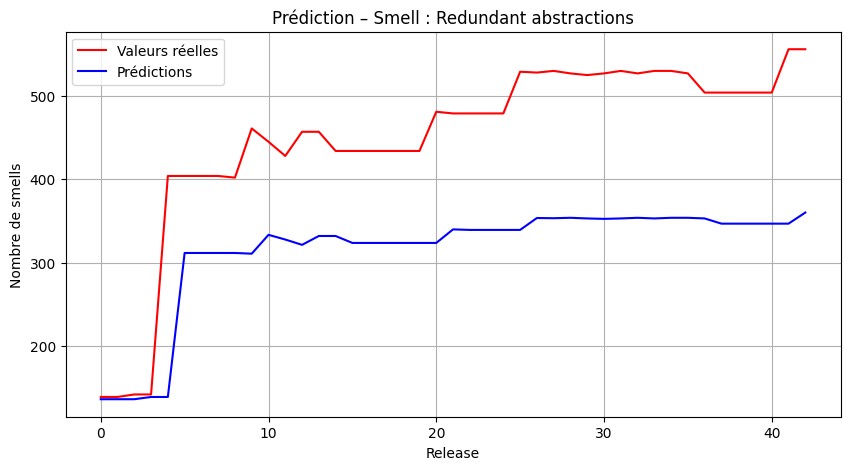 Prédiction – Smell : Redundant abstractions
Valeurs réelles
Prédictions
Nombre de smells
500
400
300
200
0
10
20
30
40
Release